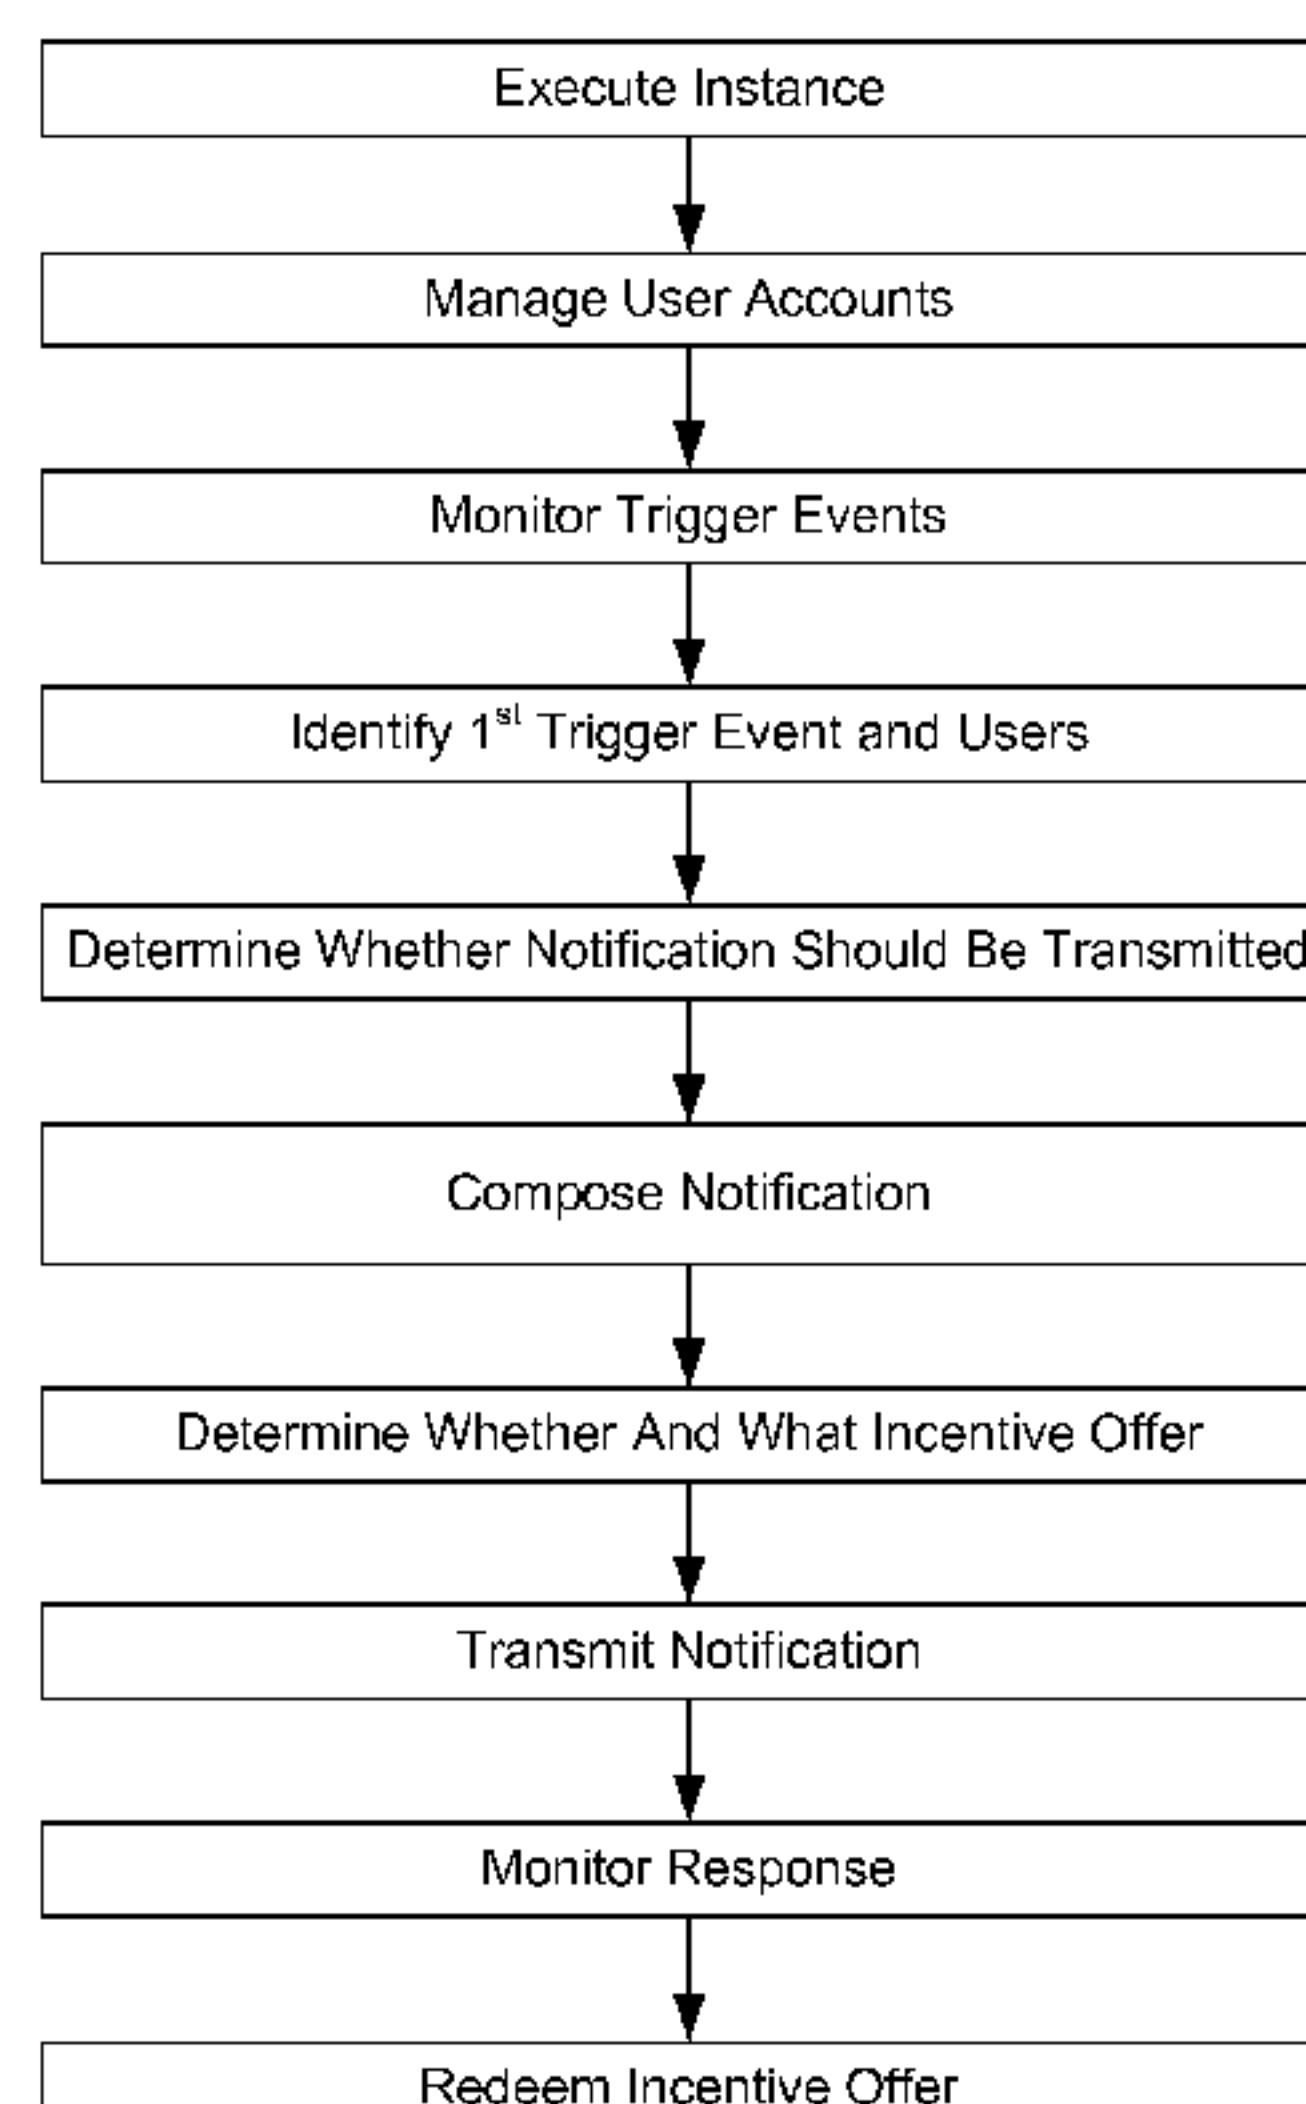 Execute Instance
Manage User Accounts
Monitor Trigger Events
Identify 1st Trigger Event and Users
Determine Whether Notification Should Be Transmitted
Compose Notification
Determine Whether And What Incentive Offer
Transmit Notification
Monitor Response
Redeem Incentive Offer